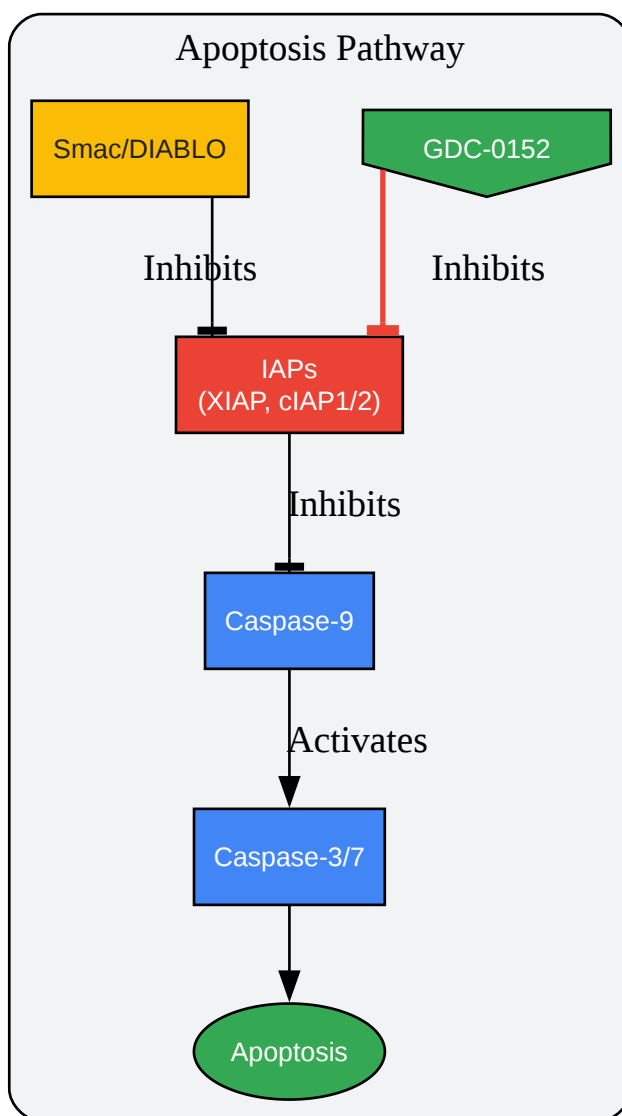 Apoptosis Pathway
Smac/DIABLO
GDC-0152
Inhibits
Inhibits
IAPs
(XIAP, cIAP1/2)
Inhibits
Caspase-9
Activates
Caspase-3/7
Apoptosis